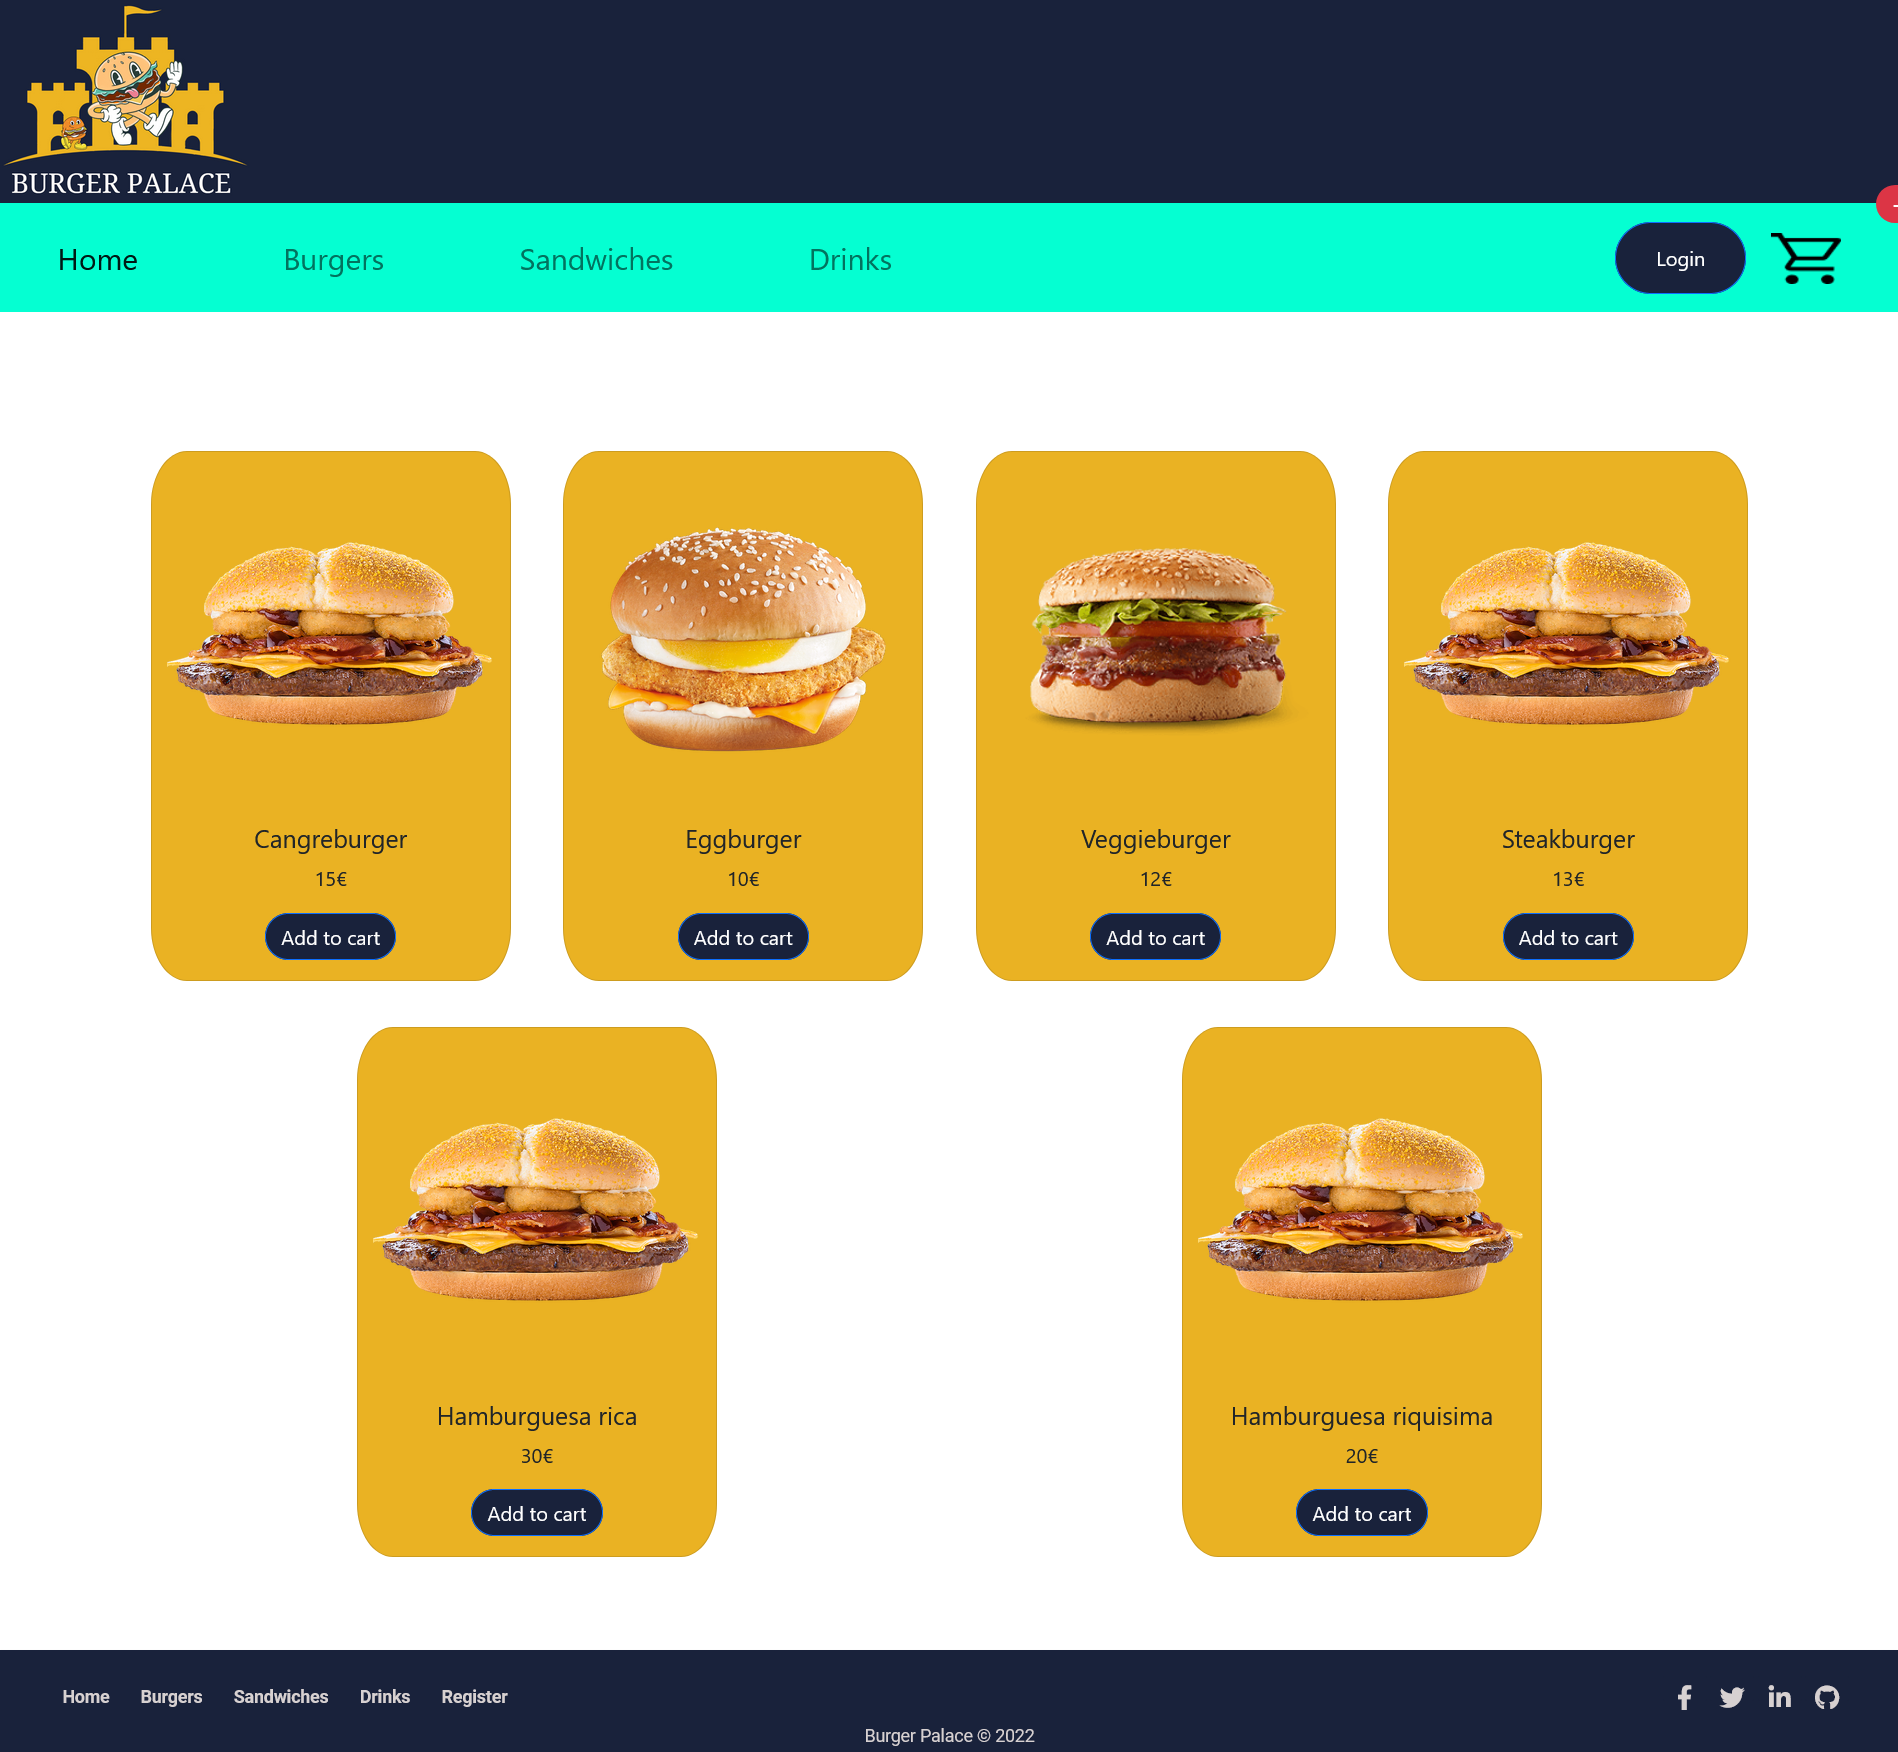 BURGER PALACE
Home Burgers Sandwiches Drinks Login
Cangreburger Eggburger Veggieburger Steakburger
15€ 10€ 12€ 13€
Add to cart Add to cart Add to cart Add to cart
Hamburguesa rica Hamburguesa riquisima
30€ 20€
Add to cart Add to cart
Home Burgers Sandwiches Drinks Register
Burger Palace © 2022